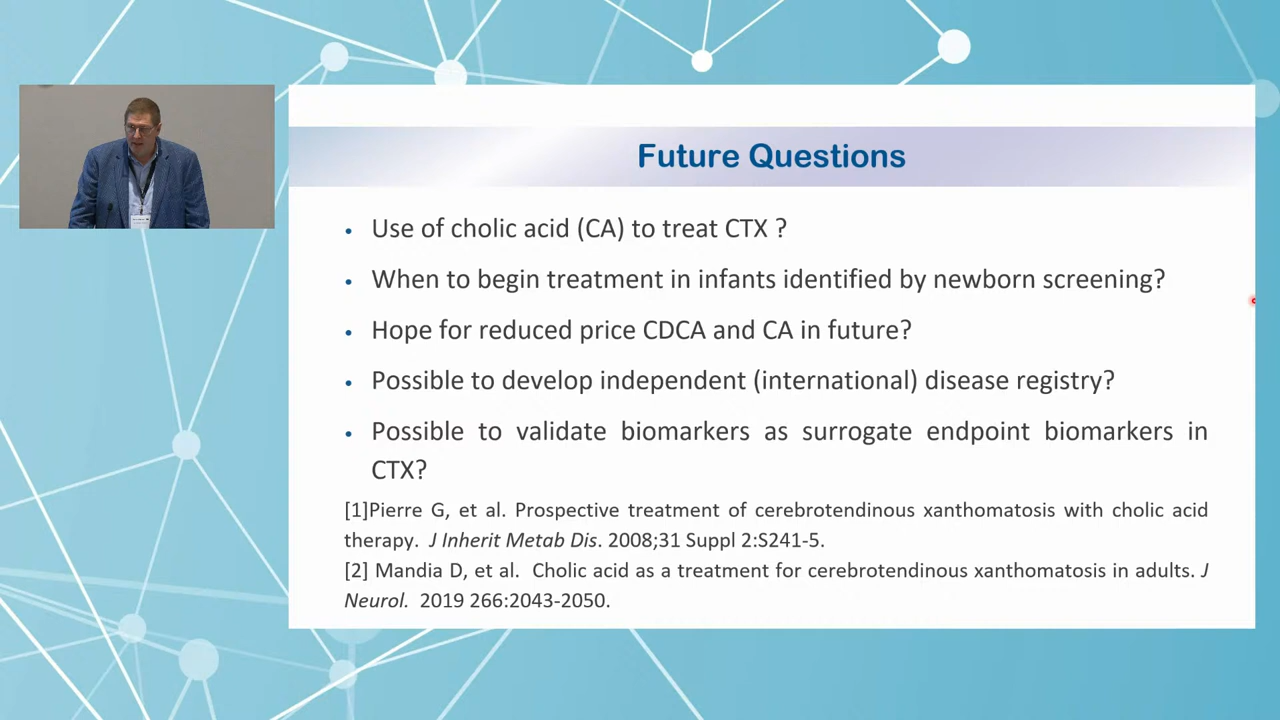 Future Questions
• Use of cholic acid (CA) to treat CTX ?
• When to begin treatment in infants identified by newborn screening?
• Hope for reduced price CDCA and CA in future?
• Possible to develop independent (international) disease registry?
• Possible to validate biomarkers as surrogate endpoint biomarkers in
CTX?
[1]Pierre G, et al. Prospective treatment of cerebrotendinous xanthomatosis with cholic acid
therapy. J Inherit Metab Dis. 2008;31 Suppl 2:S241-5.
[2] Mandia D, et al. Cholic acid as a treatment for cerebrotendinous xanthomatosis in adults. J
Neurol. 2019 266:2043-2050.